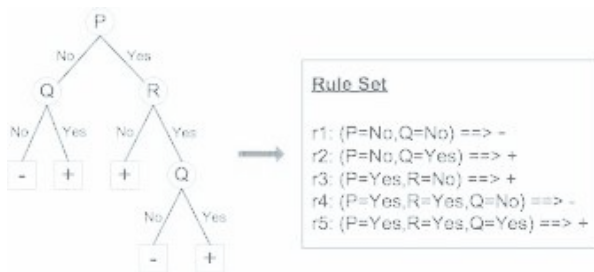 P
No Yes
Q R
No Yes No Yes
- + + Q
No Yes
- +
Rule Set
r1: (P=No,Q=No) ==> -
r2: (P=No,Q=Yes) ==> +
r3: (P=Yes,R=No) ==> +
r4: (P=Yes,R=Yes,Q=No) ==> -
r5: (P=Yes,R=Yes,Q=Yes) ==> +